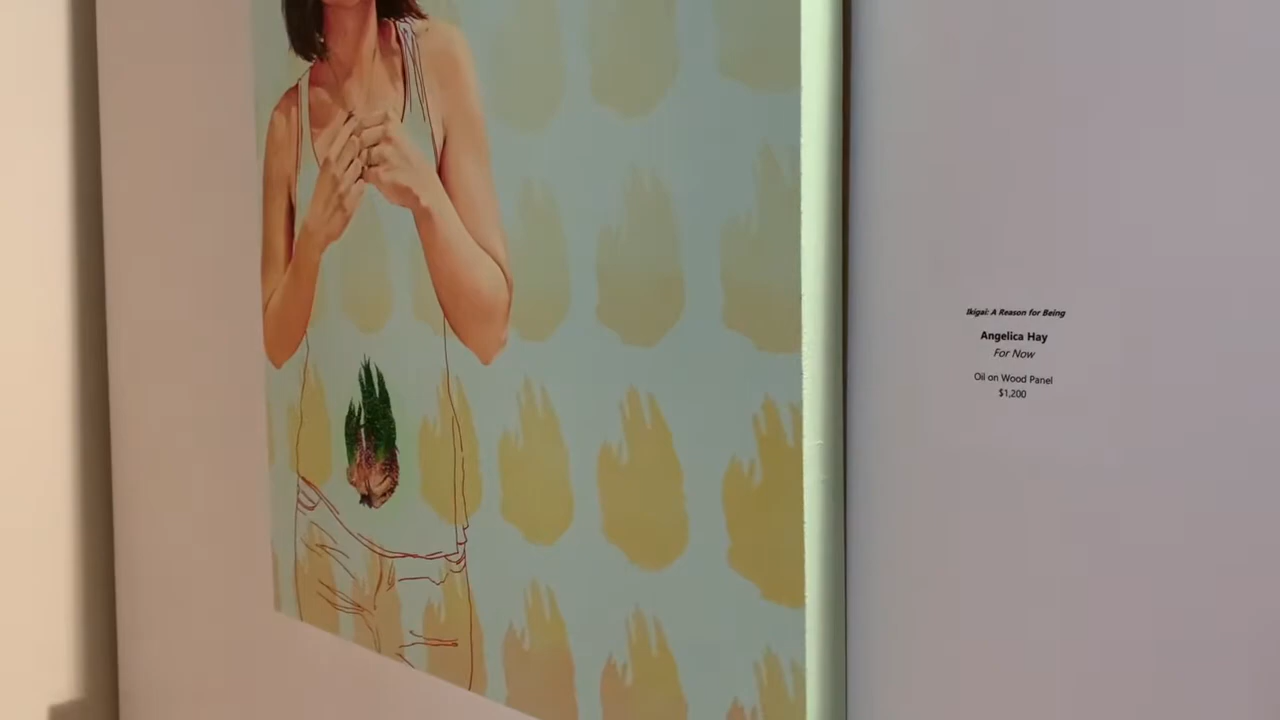 Ikigai: A Reason for Being
Angelica Hay
For Now
Oil on Wood Panel
$1,200